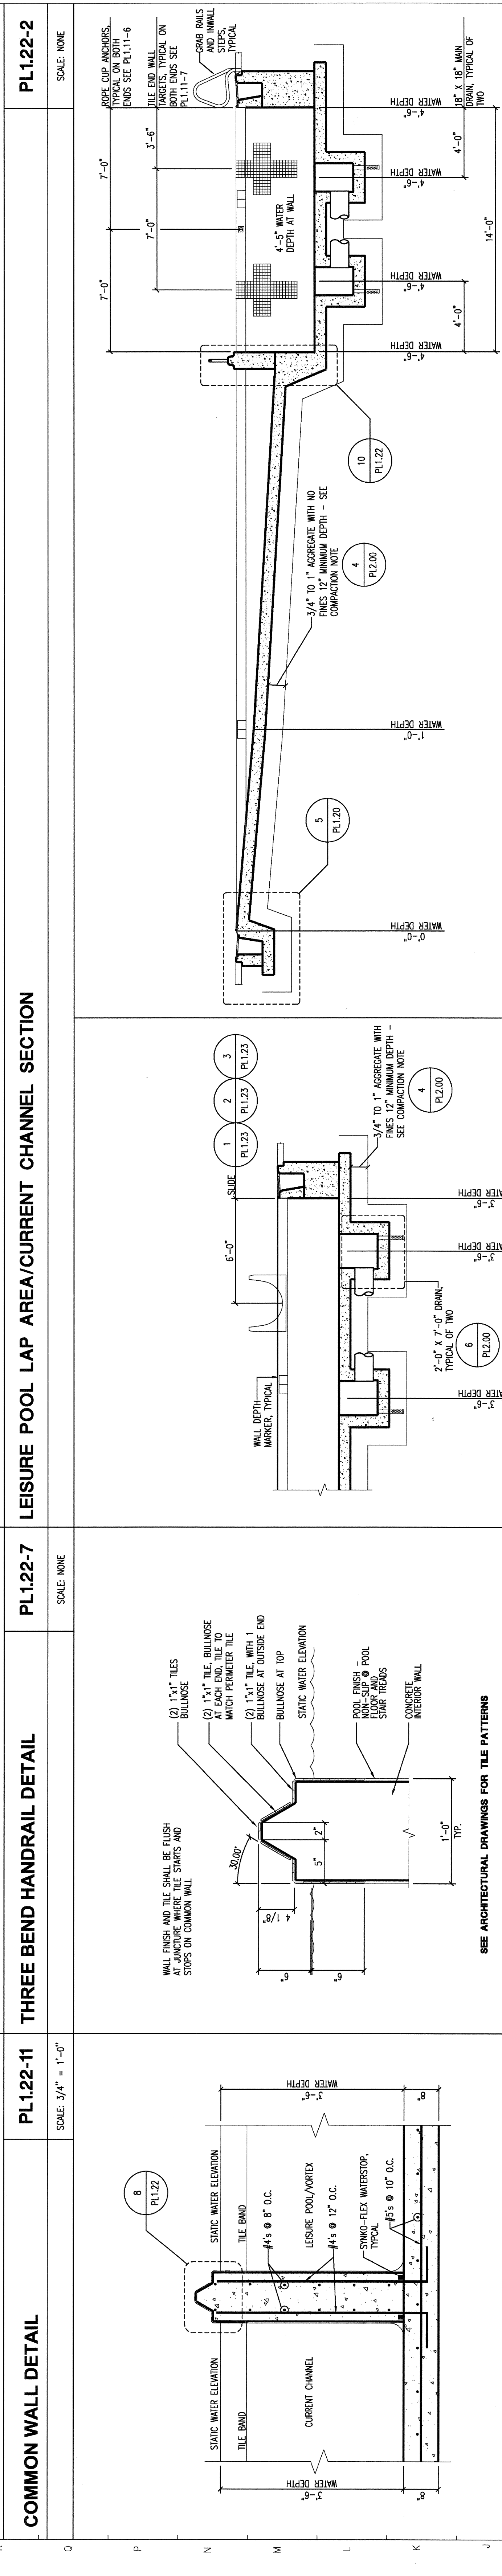 COMMON WALL DETAIL
PL1.22-11
SCALE: 3/4" = 1'-0"
THREE BEND HANDRAIL DETAIL
PL1.22-7
SCALE: NONE
LEISURE POOL LAP AREA/CURRENT CHANNEL SECTION
PL1.22-2
SCALE: NONE
8
PL1.22
STATIC WATER ELEVATION
TILE BAND
CURRENT CHANNEL
3'-6"
WATER DEPTH
8"
STATIC WATER ELEVATION
TILE BAND
#4's @ 8" O.C.
LEISURE POOL/VORTEX
#4's @ 12" O.C.
SYNKO-FLEX WATERSTOP,
TYPCAL
#5's @ 10" O.C.
3'-6"
WATER DEPTH
8"
WALL FINISH AND TILE SHALL BE FLUSH
AT JUNCTURE WHERE TILE STARTS AND
STOPS ON COMMON WALL
30.00°
4 1/8"
5"
2"
6"
6"
(2) 1"x1" TILES
BULLNOSE
(2) 1"x1" TILE, BULLNOSE
AT EACH END, TILE TO
MATCH PERIMETER TILE
(2) 1"x1" TILE, WITH 1
BULLNOSE AT OUTSIDE END
BULLNOSE AT TOP
STATIC WATER ELEVATION
POOL FINISH -
NON-SLIP @ POOL
FLOOR AND
STAIR TREADS
CONCRETE
INTERIOR WALL
1'-0"
TYP.
SEE ARCHITECTURAL DRAWINGS FOR TILE PATTERNS
1
PL1.23
2
PL1.23
3
PL1.23
6'-0"
SLIDE
WALL DEPTH
MARKER, TYPICAL
3/4" TO 1" AGGREGATE WITH
FINES 12" MINIMUM DEPTH -
SEE COMPACTION NOTE
4
PL2.00
2'-0" X 7'-0" DRAIN,
TYPICAL OF TWO
6
PL2.00
3'-6"
3'-6"
3'-6"
5
PL1.20
0'-0"
WATER DEPTH
1'-0"
WATER DEPTH
3/4" TO 1" AGGREGATE WITH NO
FINES 12" MINIMUM DEPTH - SEE
COMPACTION NOTE
4
PL2.00
10
PL1.22
ROPE CUP ANCHORS,
TYPICAL ON BOTH
ENDS SEE PL1.11-6
7'-0"
7'-0"
TILE END WALL
TARGETS, TYPICAL ON
BOTH ENDS SEE
PL1.11-7
7'-0"
3'-6"
GRAB RAILS
AND INWALL
STEPS,
TYPICAL
4'-5" WATER
DEPTH AT WALL
4'-6"
WATER DEPTH
4'-6"
WATER DEPTH
4'-6"
WATER DEPTH
4'-6"
WATER DEPTH
4'-0"
4'-0"
18" X 18" MAIN
DRAIN, TYPICAL OF
TWO
14'-0"
Q
P
N
M
L
K
J